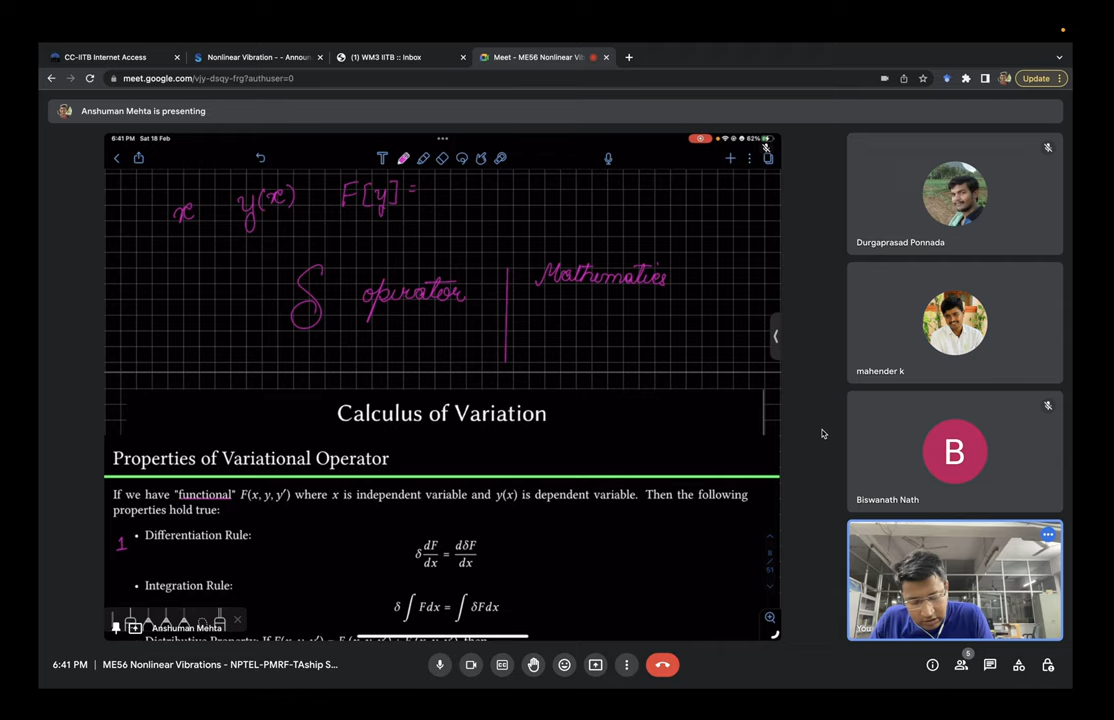 CC-IITB Internet Access
Nonlinear Vibration - - Announ
(1) WM3 IITB :: Inbox
Meet - ME56 Nonlinear Vib
meet.google.com/vjy-dsqy-frg?authuser=0
Update
Anshuman Mehta is presenting
6:41 PM Sat 18 Feb
62%
x y(x) F[y] =
δ operator | Mathematics
Calculus of Variation
Properties of Variational Operator
If we have "functional" F(x, y, y′) where x is independent variable and y(x) is dependent variable. Then the following
properties hold true:
1 • Differentiation Rule:
δ dF/dx = dδF/dx
• Integration Rule:
δ ∫ Fdx = ∫ δFdx
8
/
51
Anshuman Mehta
Durgaprasad Ponnada
mahender k
B
Biswanath Nath
You
6:41 PM | ME56 Nonlinear Vibrations - NPTEL-PMRF-TAship S...
5